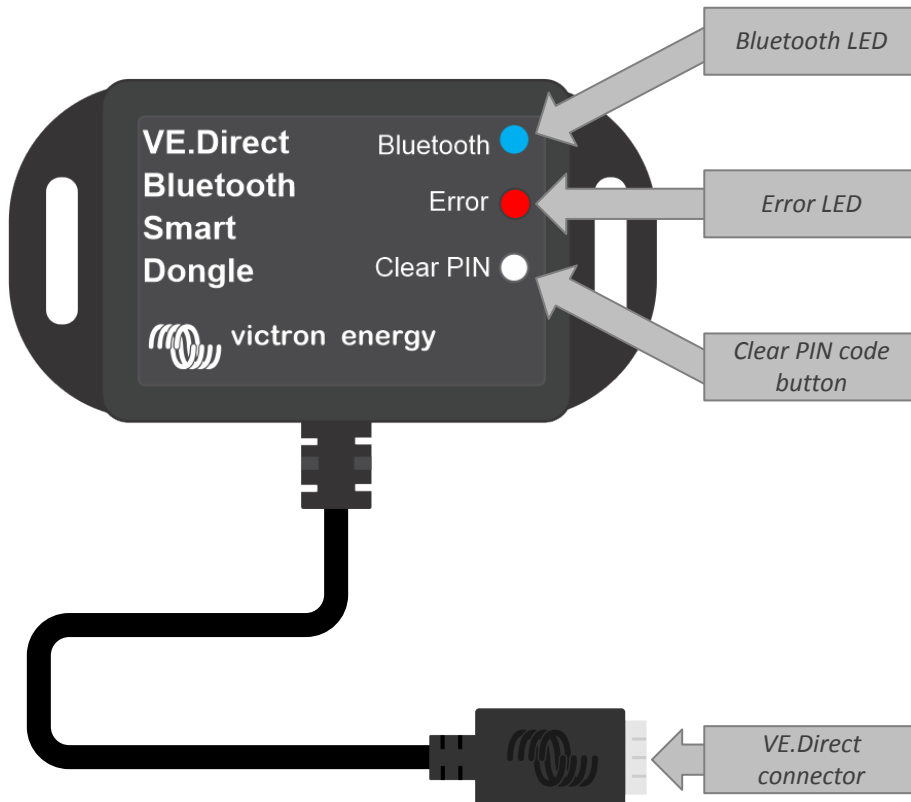 Bluetooth LED
VE.Direct
Bluetooth
Smart
Dongle
Bluetooth
Error
Clear PIN
victron energy
Error LED
Clear PIN code
button
VE.Direct
connector